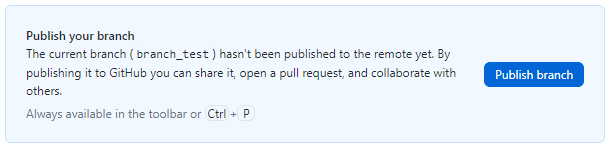 Publish your branch
The current branch ( branch_test ) hasn't been published to the remote yet. By
publishing it to GitHub you can share it, open a pull request, and collaborate with
others.
Publish branch
Always available in the toolbar or Ctrl + P